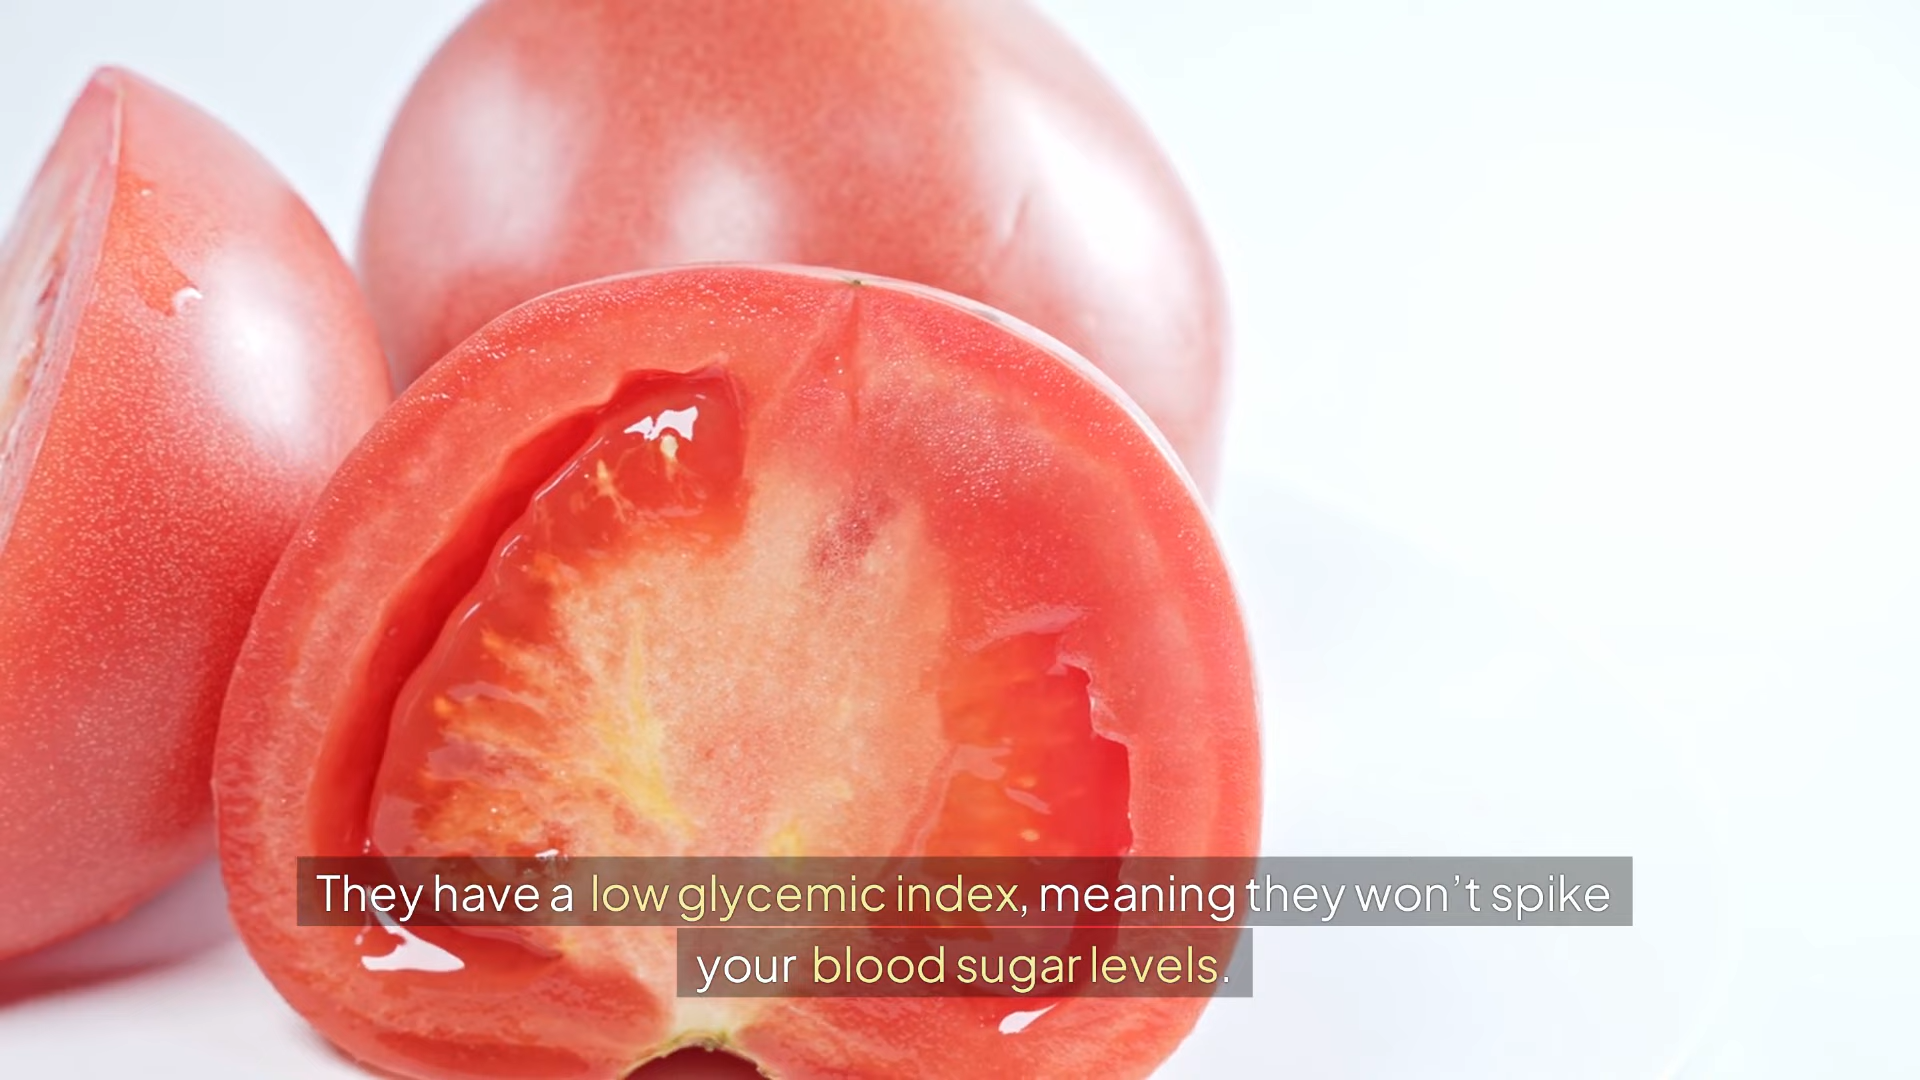 They have a low glycemic index, meaning they won’t spike
your blood sugar levels.